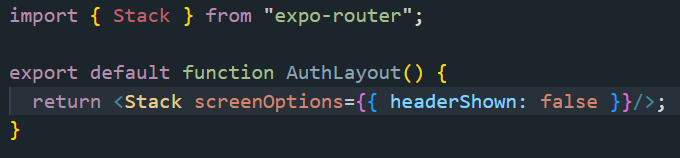 import { Stack } from "expo-router";

export default function AuthLayout() {
  return <Stack screenOptions={{ headerShown: false }}/>;
}